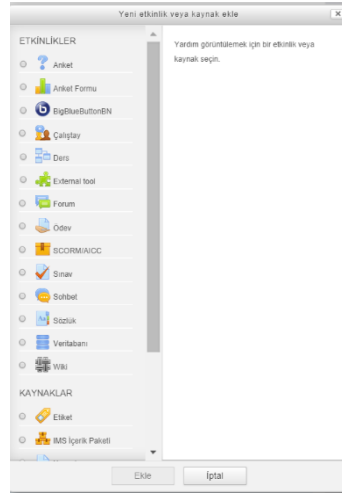 Yeni etkinlik veya kaynak ekle
ETKİNLİKLER
Yardım görüntülemek için bir etkinlik veya
kaynak seçin.
Anket
Anket Formu
BigBlueButtonBN
Çalıştay
Ders
External tool
Forum
Ödev
SCORM/AICC
Sınav
Sohbet
Sözlük
Veritabanı
Wiki
KAYNAKLAR
Etiket
IMS İçerik Paketi
Ekle
İptal